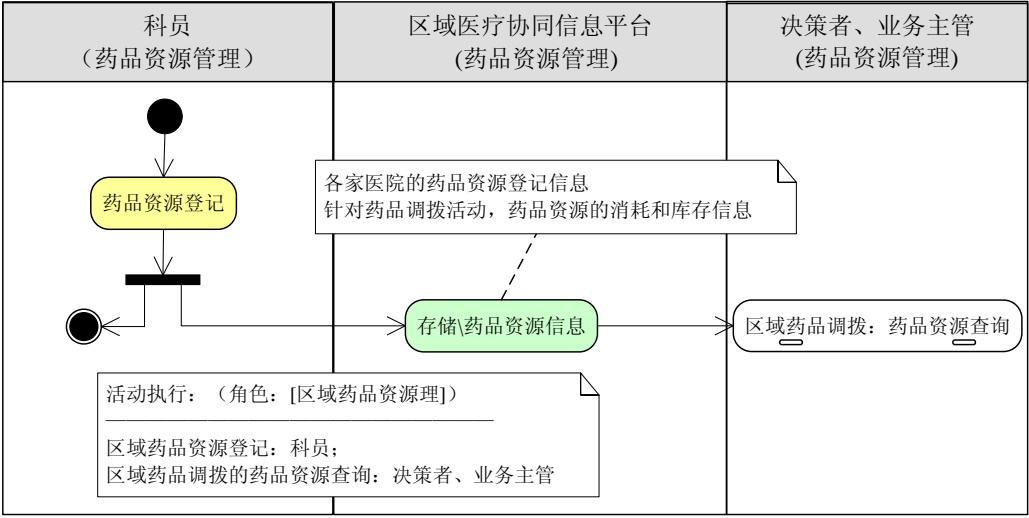 科员
（药品资源管理）
区域医疗协同信息平台
(药品资源管理)
决策者、业务主管
(药品资源管理)
药品资源登记
各家医院的药品资源登记信息
针对药品调拨活动，药品资源的消耗和库存信息
存储\药品资源信息
区域药品调拨：药品资源查询
活动执行：（角色：[区域药品资源理]）
区域药品资源登记：科员；
区域药品调拨的药品资源查询：决策者、业务主管